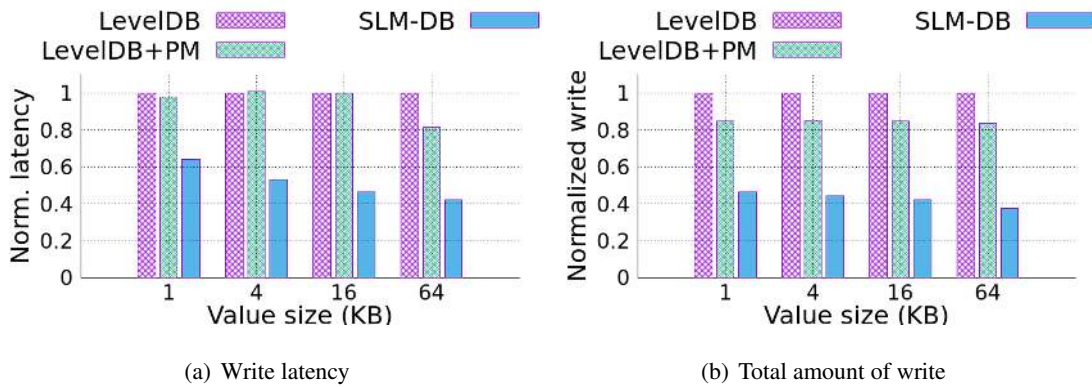 LevelDB
SLM-DB
LevelDB+PM
Norm. latency
1
0.8
0.6
0.4
0.2
0
1 4 16 64
Value size (KB)
(a) Write latency
LevelDB
SLM-DB
LevelDB+PM
Normalized write
1
0.8
0.6
0.4
0.2
0
1 4 16 64
Value size (KB)
(b) Total amount of write